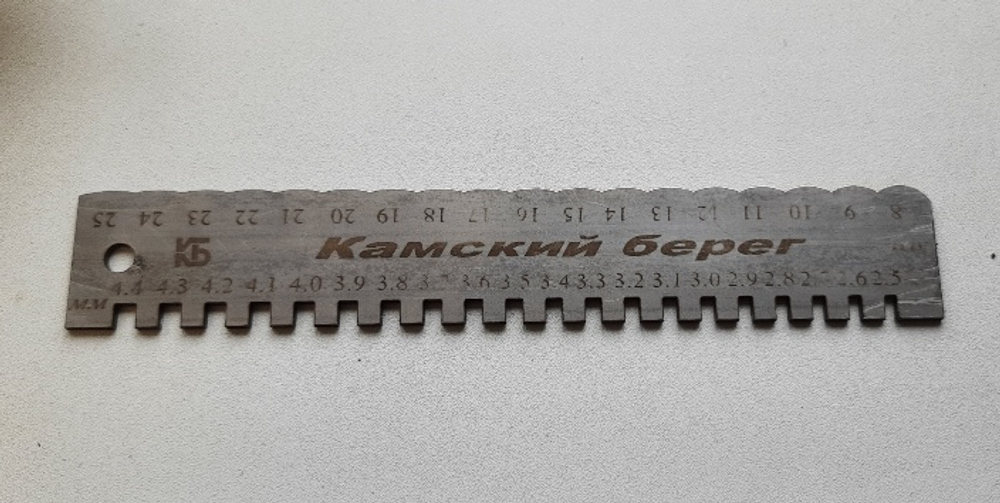 25 24 23 22 21 20 19 18 17 16 15 14 13 12 11 10 9 8
КБ Камский берег
4.4 4.3 4.2 4.1 4.0 3.9 3.8 3.6 3.5 3.4 3.3 3.2 3.1 3.0 2.9 2.8 2.6 2.5
мм